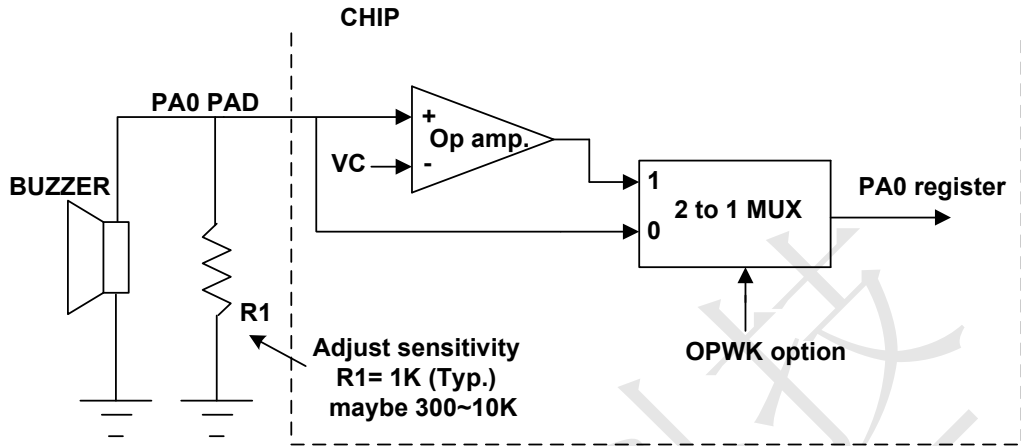 CHIP
PA0 PAD
+
Op amp.
VC
-
BUZZER
1
2 to 1 MUX
0
PA0 register
R1
Adjust sensitivity
R1= 1K (Typ.)
maybe 300~10K
OPWK option